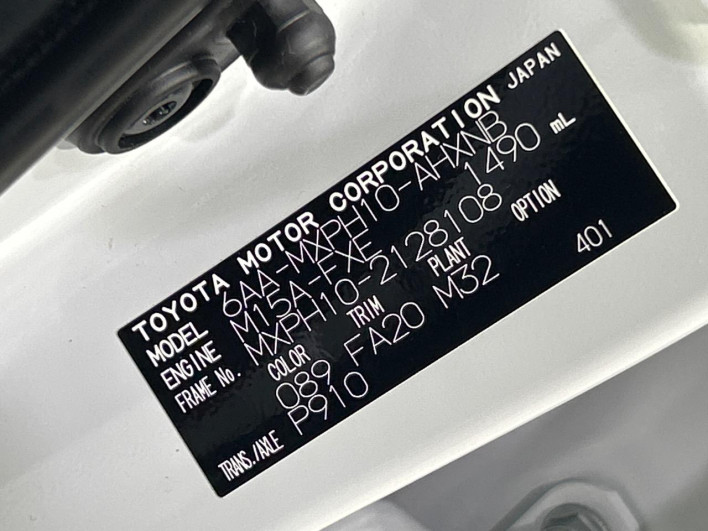 TOYOTA MOTOR CORPORATION JAPAN
MODEL 6AA-MXPH10-AHXNB
ENGINE M15A-FXE 1490 mL
FRAME No. MXPH10-2128108
COLOR TRIM PLANT OPTION
089 FA20 M32
TRANS./AXLE P910 401